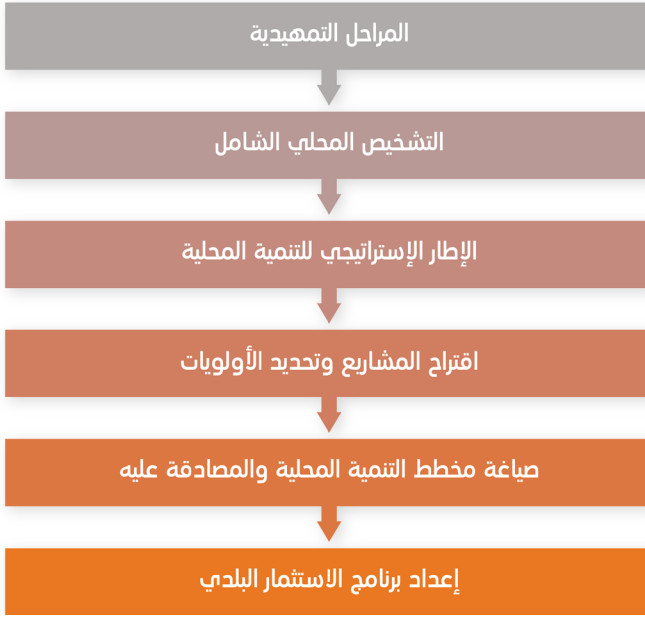 المراحل التمهيدية
التشخيص المحلي الشامل
الإطار الإستراتيجي للتنمية المحلية
اقتراح المشاريع وتحديد الأولويات
صياغة مخطط التنمية المحلية والمصادقة عليه
إعداد برنامج الاستثمار البلدي